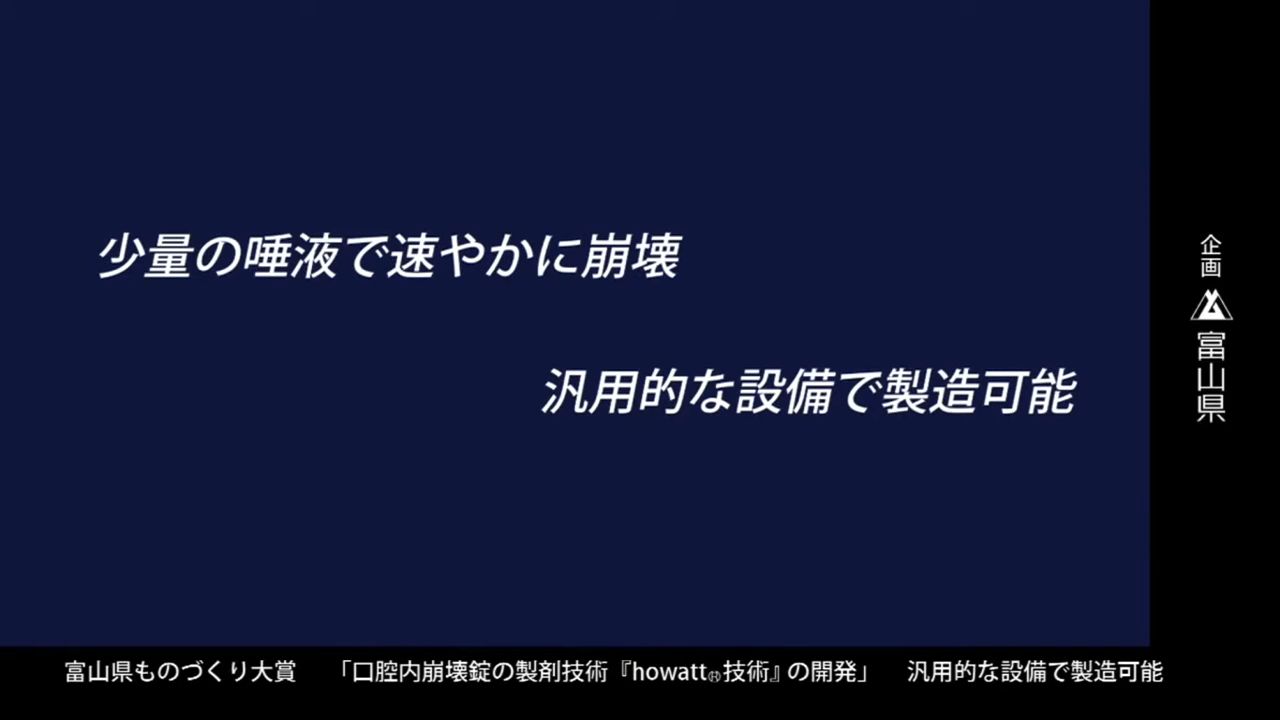 少量の唾液で速やかに崩壊
汎用的な設備で製造可能
企画
富山県
富山県ものづくり大賞 「口腔内崩壊錠の製剤技術『howatt®技術』の開発」 汎用的な設備で製造可能